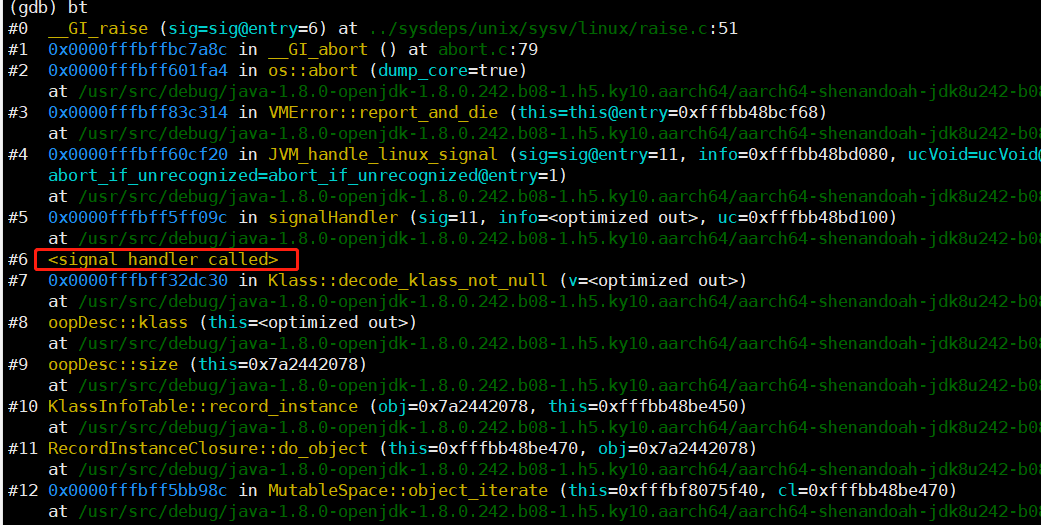 (gdb) bt
#0  __GI_raise (sig=sig@entry=6) at ../sysdeps/unix/sysv/linux/raise.c:51
#1  0x0000fffbffbc7a8c in __GI_abort () at abort.c:79
#2  0x0000fffbff601fa4 in os::abort (dump_core=true)
at /usr/src/debug/java-1.8.0-openjdk-1.8.0.242.b08-1.h5.ky10.aarch64/aarch64-shenandoah-jdk8u242-b08
#3  0x0000fffbff83c314 in VMError::report_and_die (this=this@entry=0xfffbb48bcf68)
at /usr/src/debug/java-1.8.0-openjdk-1.8.0.242.b08-1.h5.ky10.aarch64/aarch64-shenandoah-jdk8u242-b08
#4  0x0000fffbff60cf20 in JVM_handle_linux_signal (sig=sig@entry=11, info=0xfffbb48bd080, ucVoid=ucVoid@
abort_if_unrecognized=abort_if_unrecognized@entry=1)
at /usr/src/debug/java-1.8.0-openjdk-1.8.0.242.b08-1.h5.ky10.aarch64/aarch64-shenandoah-jdk8u242-b08
#5  0x0000fffbff5ff09c in signalHandler (sig=11, info=<optimized out>, uc=0xfffbb48bd100)
at /usr/src/debug/java-1.8.0-openjdk-1.8.0.242.b08-1.h5.ky10.aarch64/aarch64-shenandoah-jdk8u242-b08
#6  <signal handler called>
#7  0x0000fffbff32dc30 in Klass::decode_klass_not_null (v=<optimized out>)
at /usr/src/debug/java-1.8.0-openjdk-1.8.0.242.b08-1.h5.ky10.aarch64/aarch64-shenandoah-jdk8u242-b08
#8  oopDesc::klass (this=<optimized out>)
at /usr/src/debug/java-1.8.0-openjdk-1.8.0.242.b08-1.h5.ky10.aarch64/aarch64-shenandoah-jdk8u242-b08
#9  oopDesc::size (this=0x7a2442078)
at /usr/src/debug/java-1.8.0-openjdk-1.8.0.242.b08-1.h5.ky10.aarch64/aarch64-shenandoah-jdk8u242-b08
#10 KlassInfoTable::record_instance (obj=0x7a2442078, this=0xfffbb48be450)
at /usr/src/debug/java-1.8.0-openjdk-1.8.0.242.b08-1.h5.ky10.aarch64/aarch64-shenandoah-jdk8u242-b08
#11 RecordInstanceClosure::do_object (this=0xfffbb48be470, obj=0x7a2442078)
at /usr/src/debug/java-1.8.0-openjdk-1.8.0.242.b08-1.h5.ky10.aarch64/aarch64-shenandoah-jdk8u242-b08
#12 0x0000fffbff5bb98c in MutableSpace::object_iterate (this=0xfffbf8075f40, cl=0xfffbb48be470)
at /usr/src/debug/java-1.8.0-openjdk-1.8.0.242.b08-1.h5.ky10.aarch64/aarch64-shenandoah-jdk8u242-b08